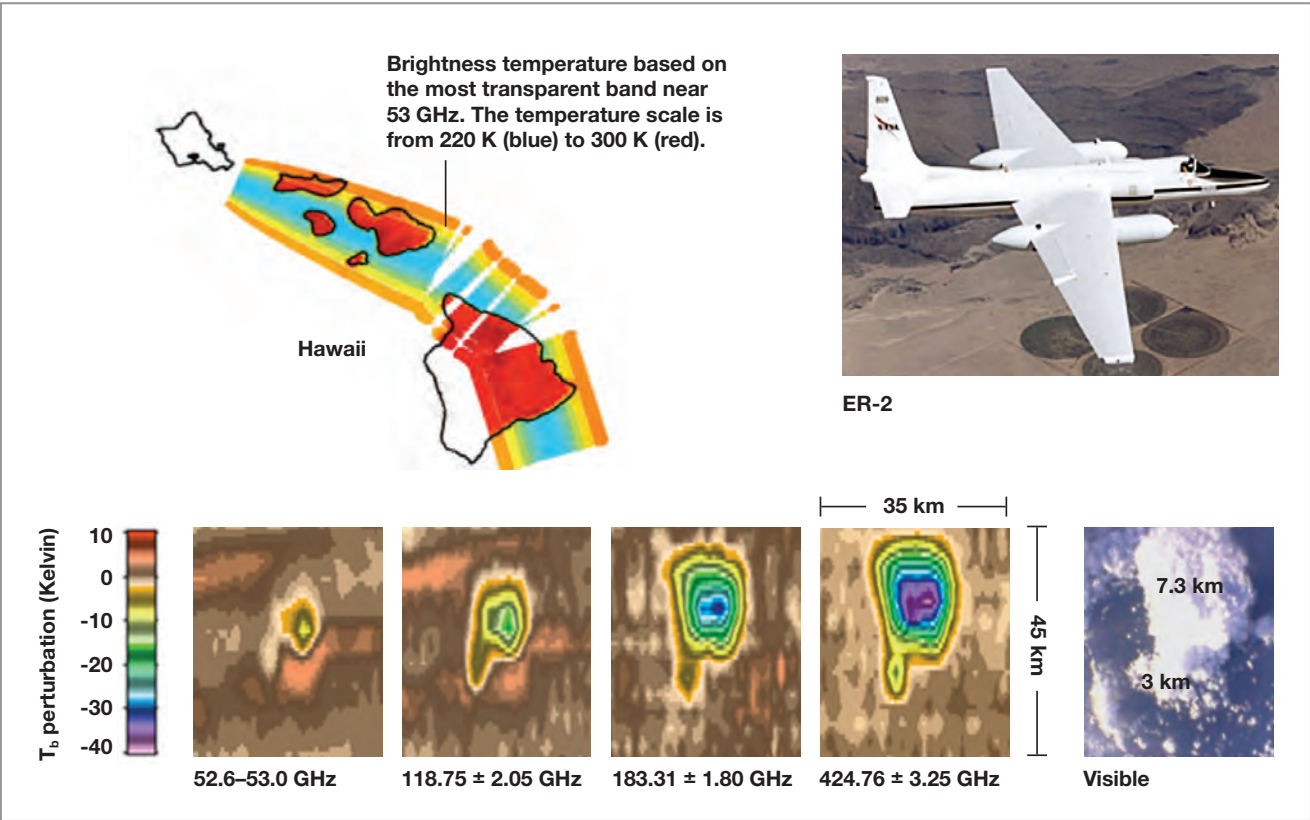 Brightness temperature based on
the most transparent band near
53 GHz. The temperature scale is
from 220 K (blue) to 300 K (red).
Hawaii
809
NASA
ER-2
35 km
T_b perturbation (Kelvin)
10
0
-10
-20
-30
-40
45 km
7.3 km
3 km
52.6–53.0 GHz
118.75 ± 2.05 GHz
183.31 ± 1.80 GHz
424.76 ± 3.25 GHz
Visible